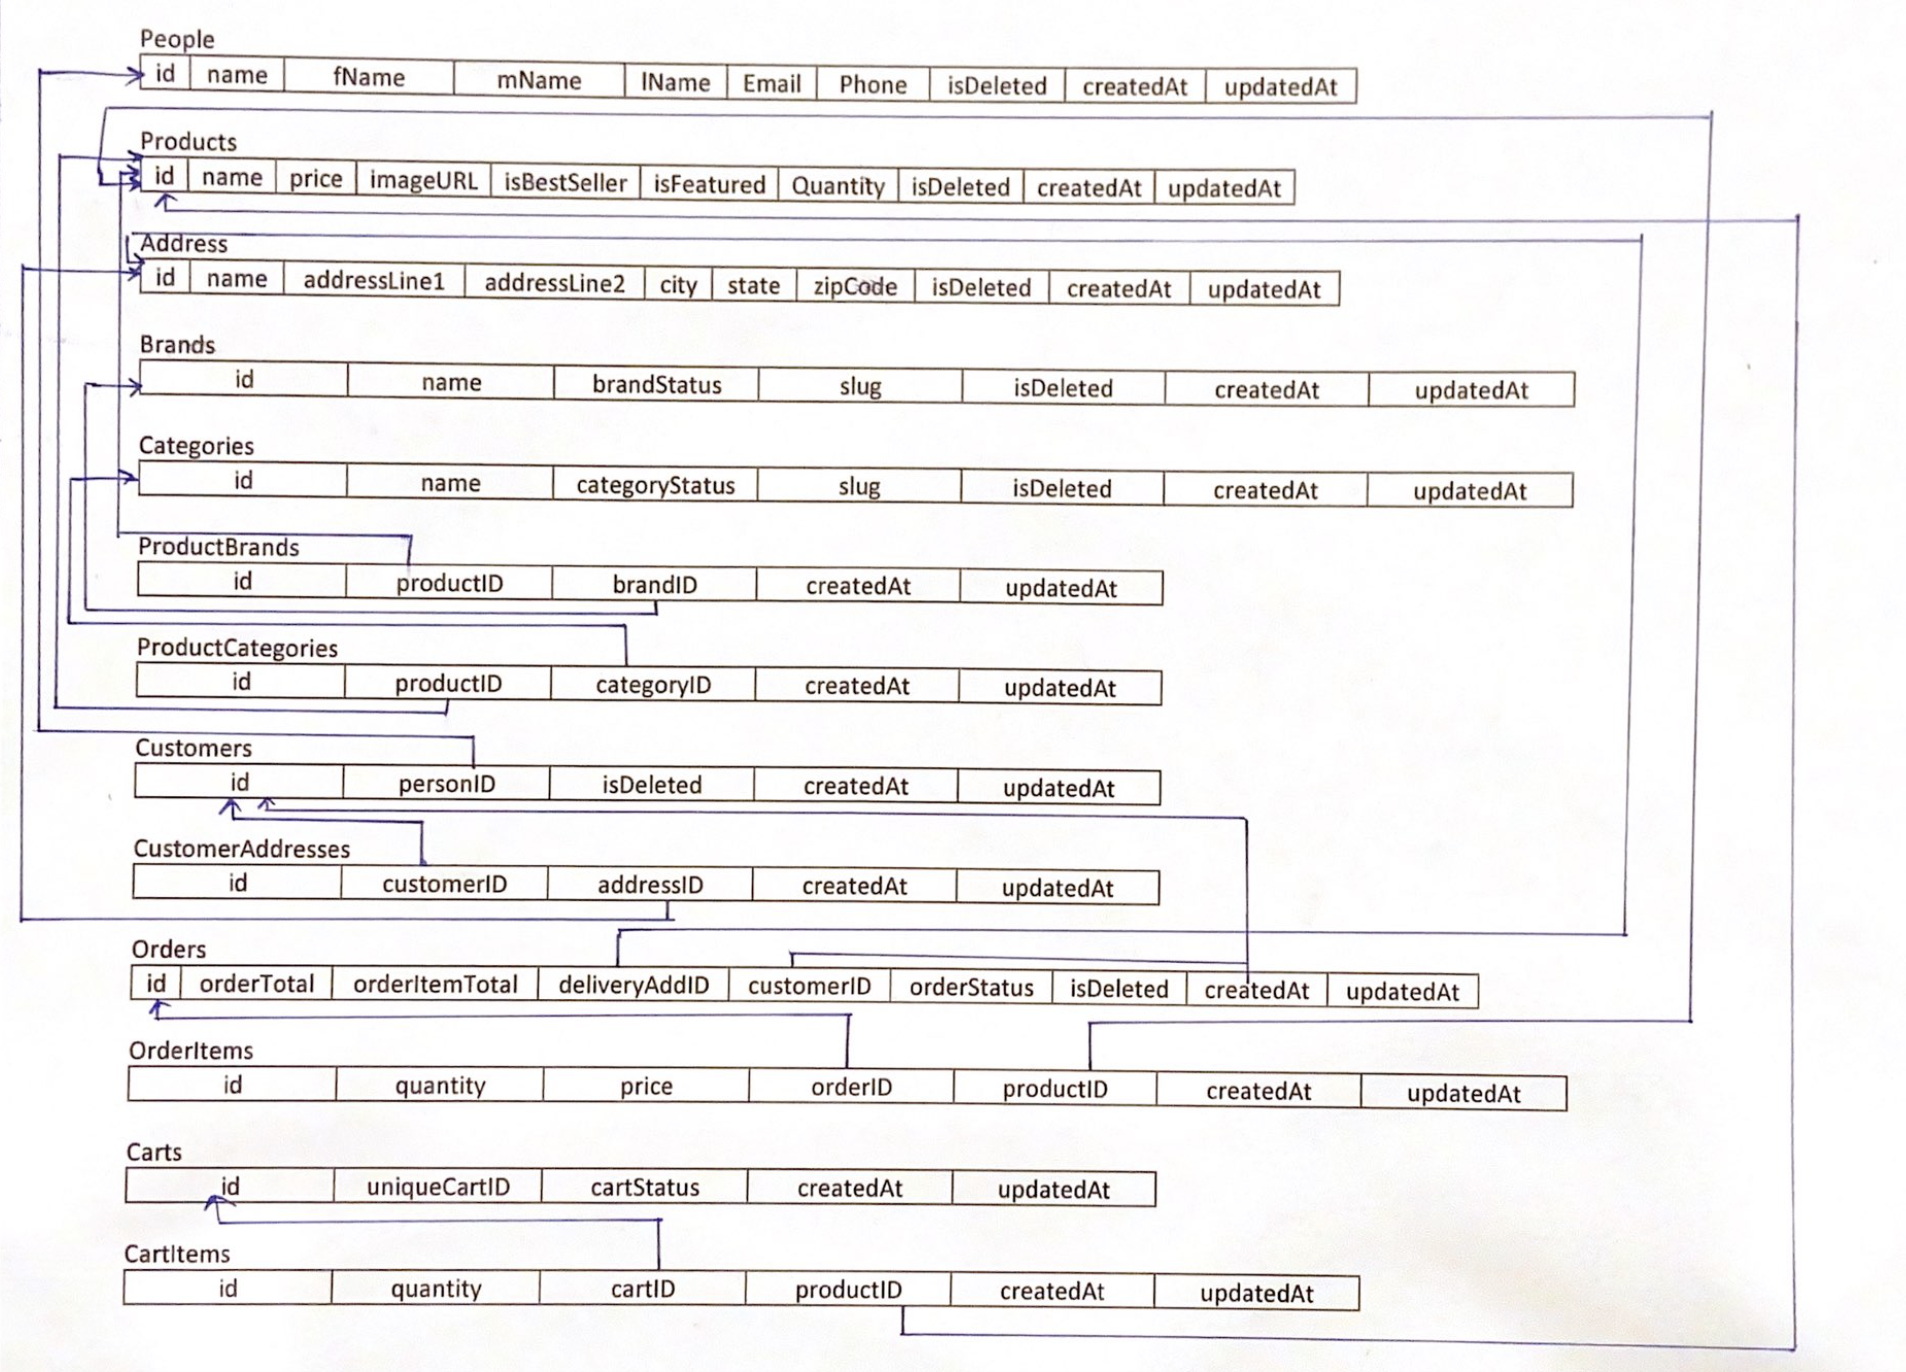 People
id name fName mName lName Email Phone isDeleted createdAt updatedAt
Products
id name price imageURL isBestSeller isFeatured Quantity isDeleted createdAt updatedAt
Address
id name addressLine1 addressLine2 city state zipCode isDeleted createdAt updatedAt
Brands
id name brandStatus slug isDeleted createdAt updatedAt
Categories
id name categoryStatus slug isDeleted createdAt updatedAt
ProductBrands
id productID brandID createdAt updatedAt
ProductCategories
id productID categoryID createdAt updatedAt
Customers
id personID isDeleted createdAt updatedAt
CustomerAddresses
id customerID addressID createdAt updatedAt
Orders
id orderTotal orderItemTotal deliveryAddID customerID orderStatus isDeleted createdAt updatedAt
OrderItems
id quantity price orderID productID createdAt updatedAt
Carts
id uniqueCartID cartStatus createdAt updatedAt
CartItems
id quantity cartID productID createdAt updatedAt